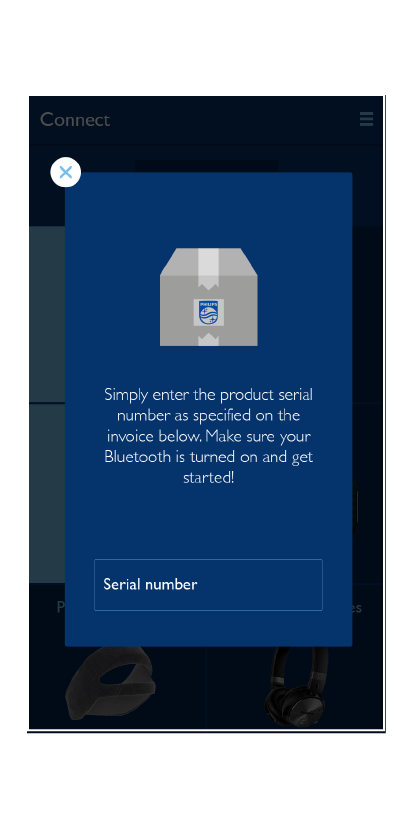 Connect
PHILIPS
Simply enter the product serial
number as specified on the
invoice below. Make sure your
Bluetooth is turned on and get
started!
Serial number